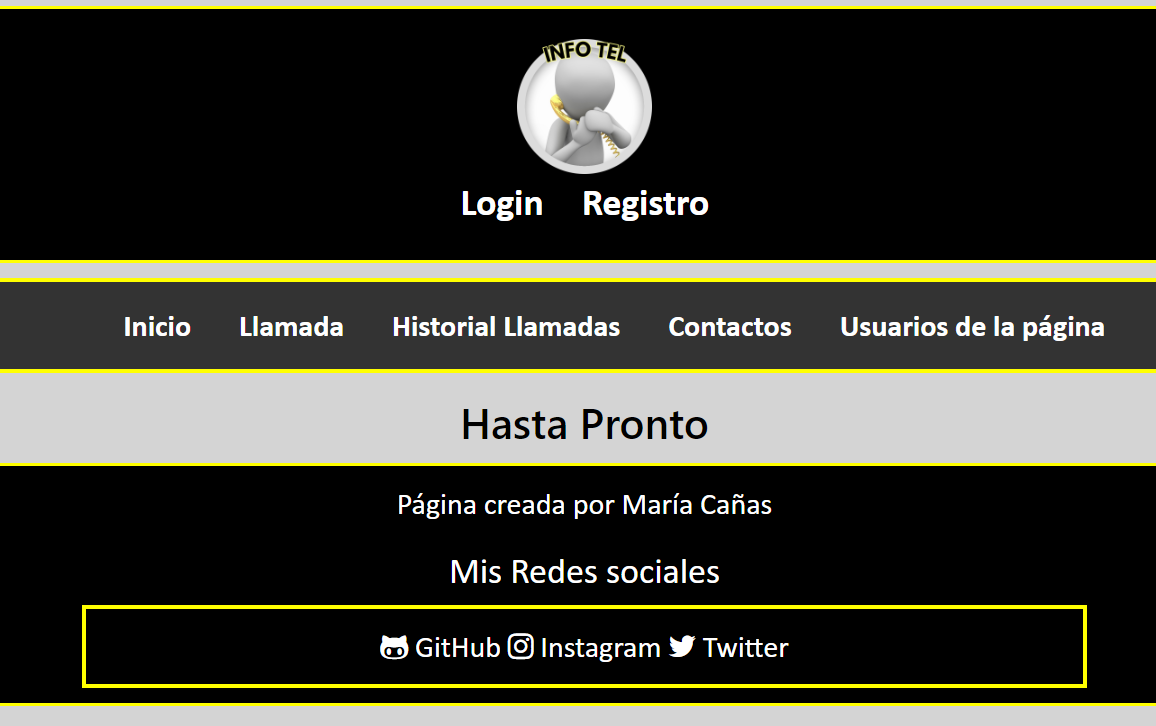 INFO TEL
Login Registro
Inicio Llamada Historial Llamadas Contactos Usuarios de la página
Hasta Pronto
Página creada por María Cañas
Mis Redes sociales
GitHub Instagram Twitter